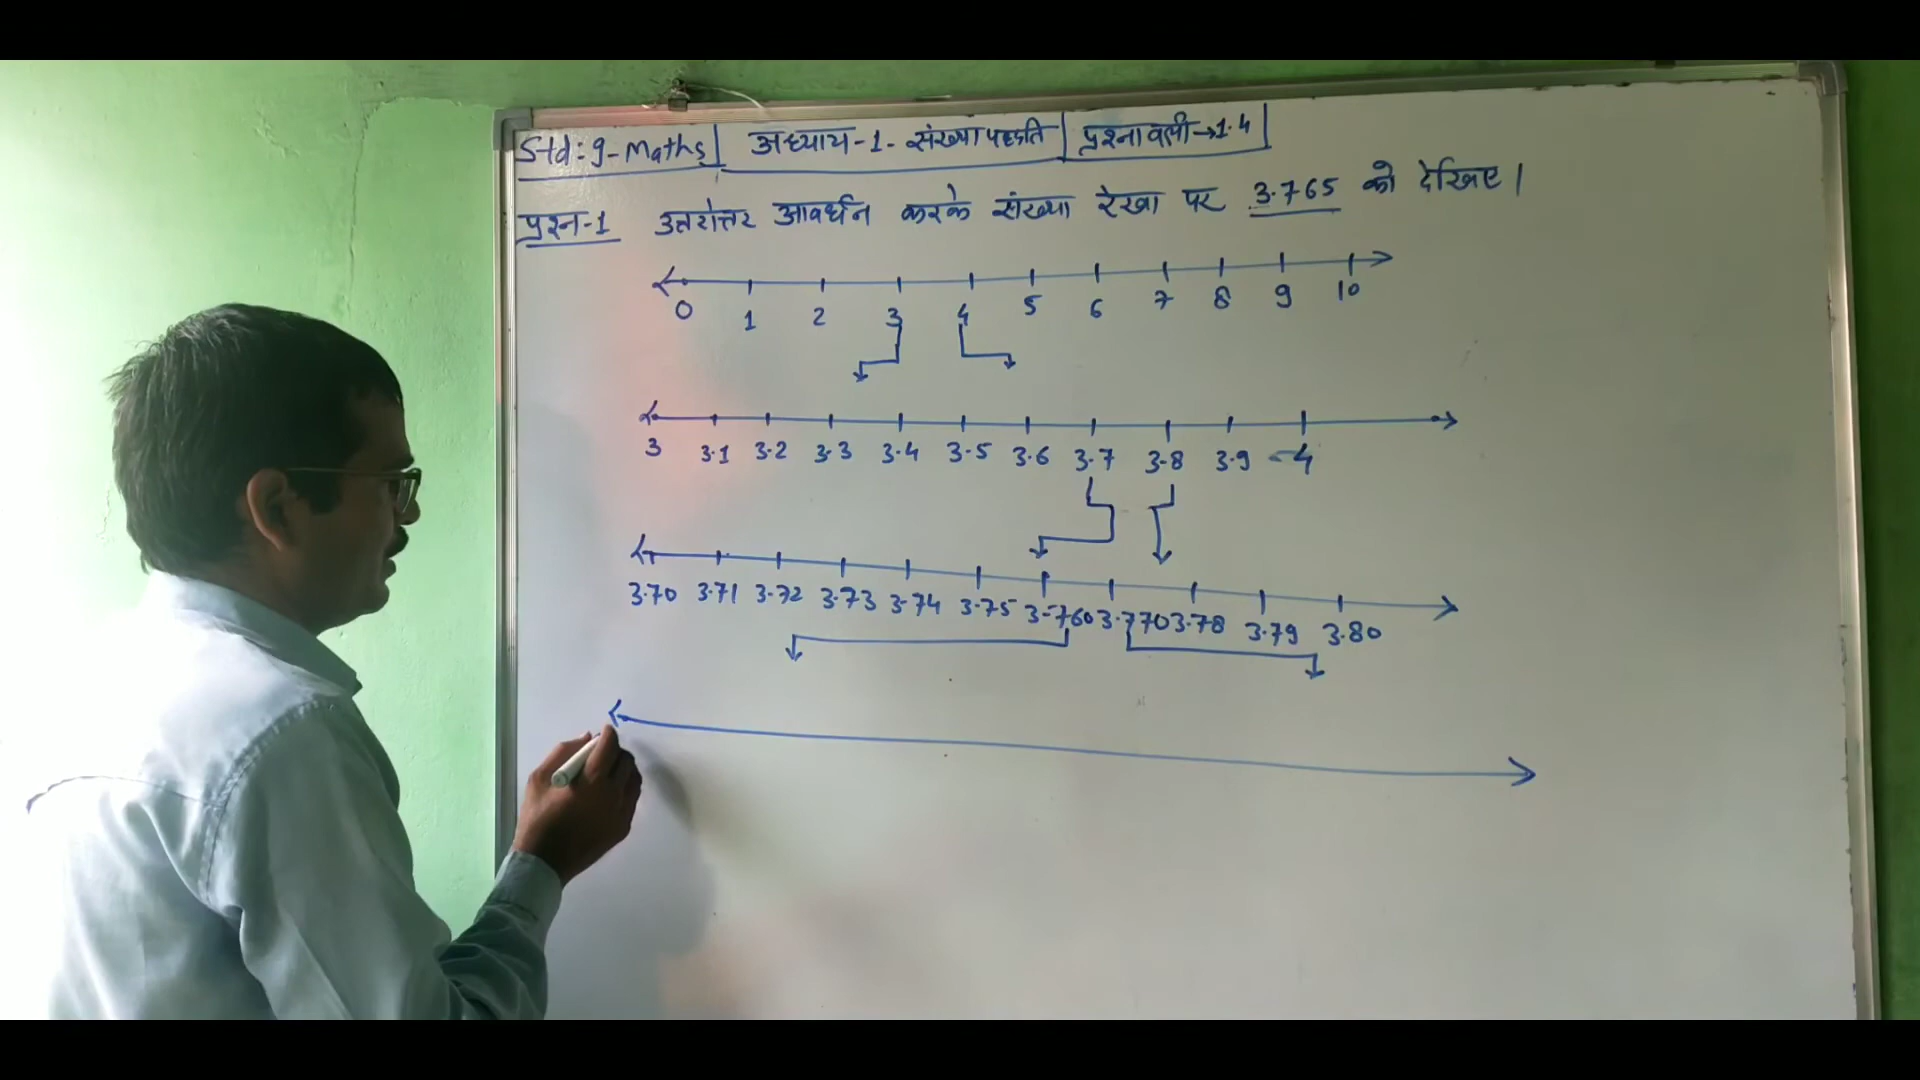 Std:9-Maths | अध्याय-1- संख्या पद्धति | प्रश्नावली→1.4 |
प्रश्न-1 उत्तरोत्तर आवर्धन करके संख्या रेखा पर 3.765 को देखिए।
0 1 2 3 4 5 6 7 8 9 10
3 3.1 3.2 3.3 3.4 3.5 3.6 3.7 3.8 3.9 4
3.70 3.71 3.72 3.73 3.74 3.75 3.760 3.770 3.78 3.79 3.80